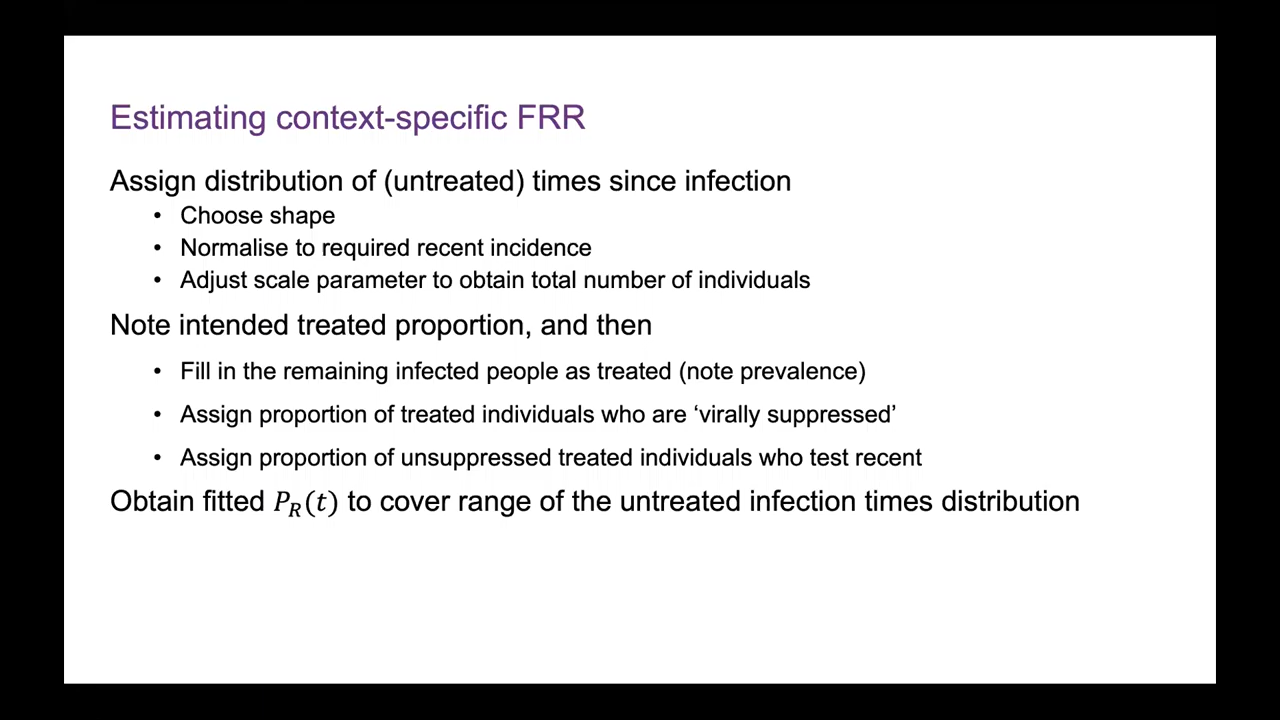 Estimating context-specific FRR
Assign distribution of (untreated) times since infection
• Choose shape
• Normalise to required recent incidence
• Adjust scale parameter to obtain total number of individuals
Note intended treated proportion, and then
• Fill in the remaining infected people as treated (note prevalence)
• Assign proportion of treated individuals who are ‘virally suppressed’
• Assign proportion of unsuppressed treated individuals who test recent
Obtain fitted P_R(t) to cover range of the untreated infection times distribution